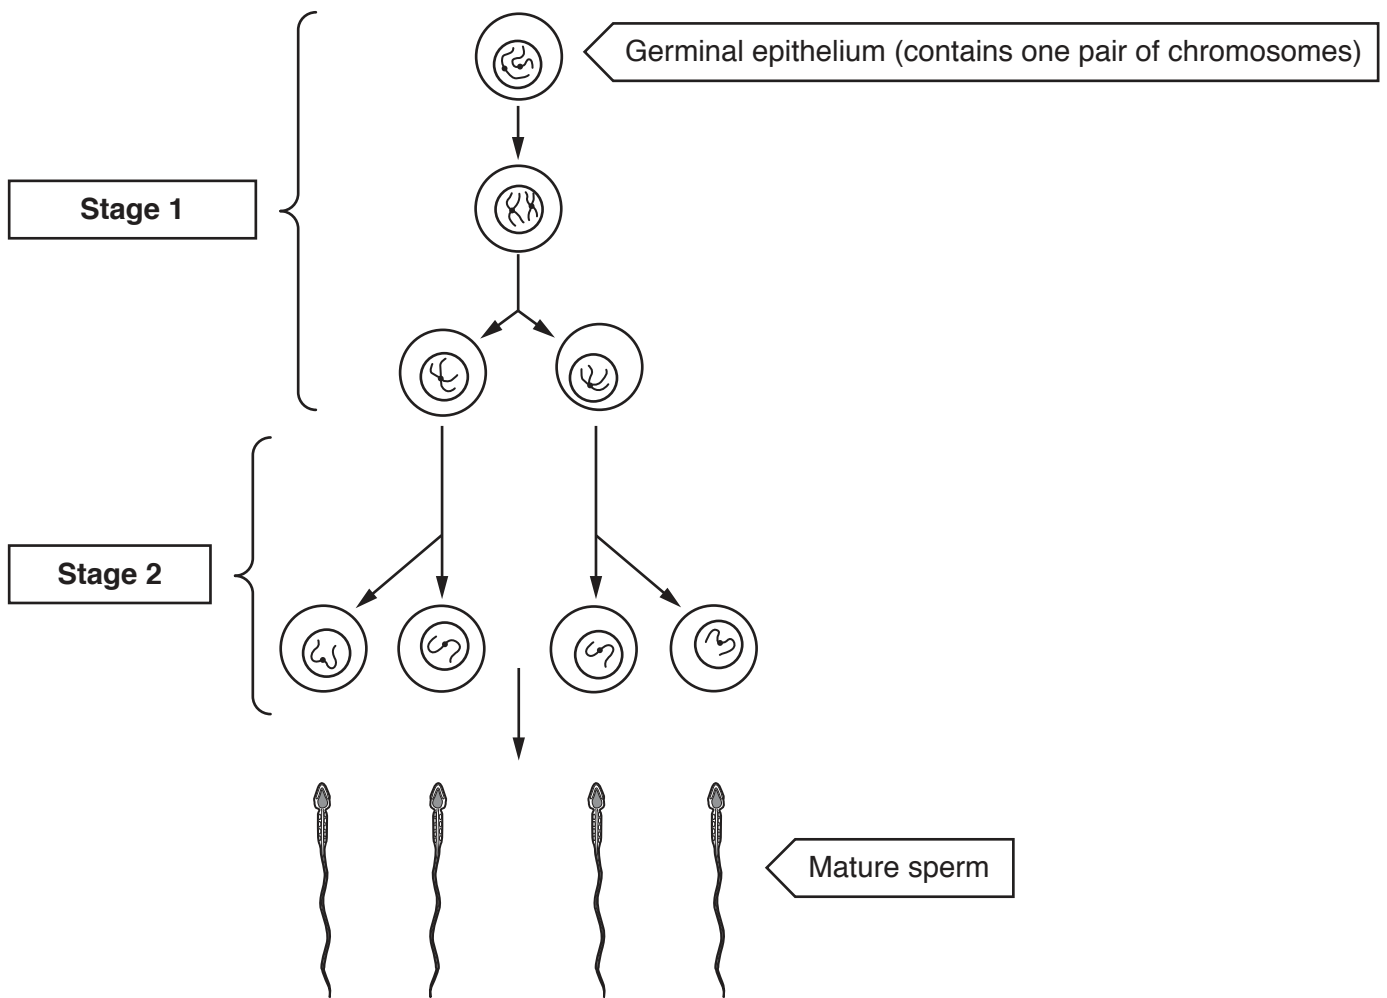 Germinal epithelium (contains one pair of chromosomes)
Stage 1
Stage 2
Mature sperm